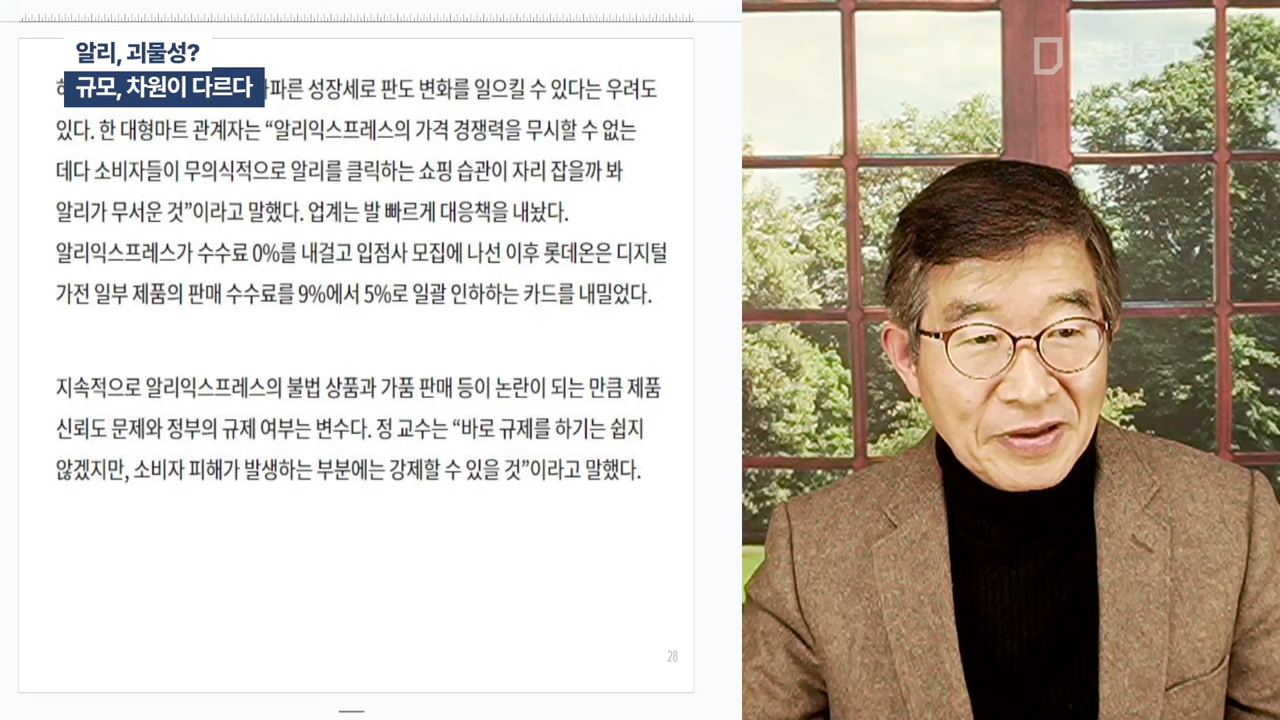 알리, 괴물성?
규모, 차원이 다르다
파른 성장세로 판도 변화를 일으킬 수 있다는 우려도
있다. 한 대형마트 관계자는 “알리익스프레스의 가격 경쟁력을 무시할 수 없는
데다 소비자들이 무의식적으로 알리를 클릭하는 쇼핑 습관이 자리 잡을까 봐
알리가 무서운 것”이라고 말했다. 업계는 발 빠르게 대응책을 내놨다.
알리익스프레스가 수수료 0%를 내걸고 입점사 모집에 나선 이후 롯데온은 디지털
가전 일부 제품의 판매 수수료를 9%에서 5%로 일괄 인하하는 카드를 내밀었다.
지속적으로 알리익스프레스의 불법 상품과 가품 판매 등이 논란이 되는 만큼 제품
신뢰도 문제와 정부의 규제 여부는 변수다. 정 교수는 “바로 규제를 하기는 쉽지
않겠지만, 소비자 피해가 발생하는 부분에는 강제할 수 있을 것”이라고 말했다.
28
공병호TV